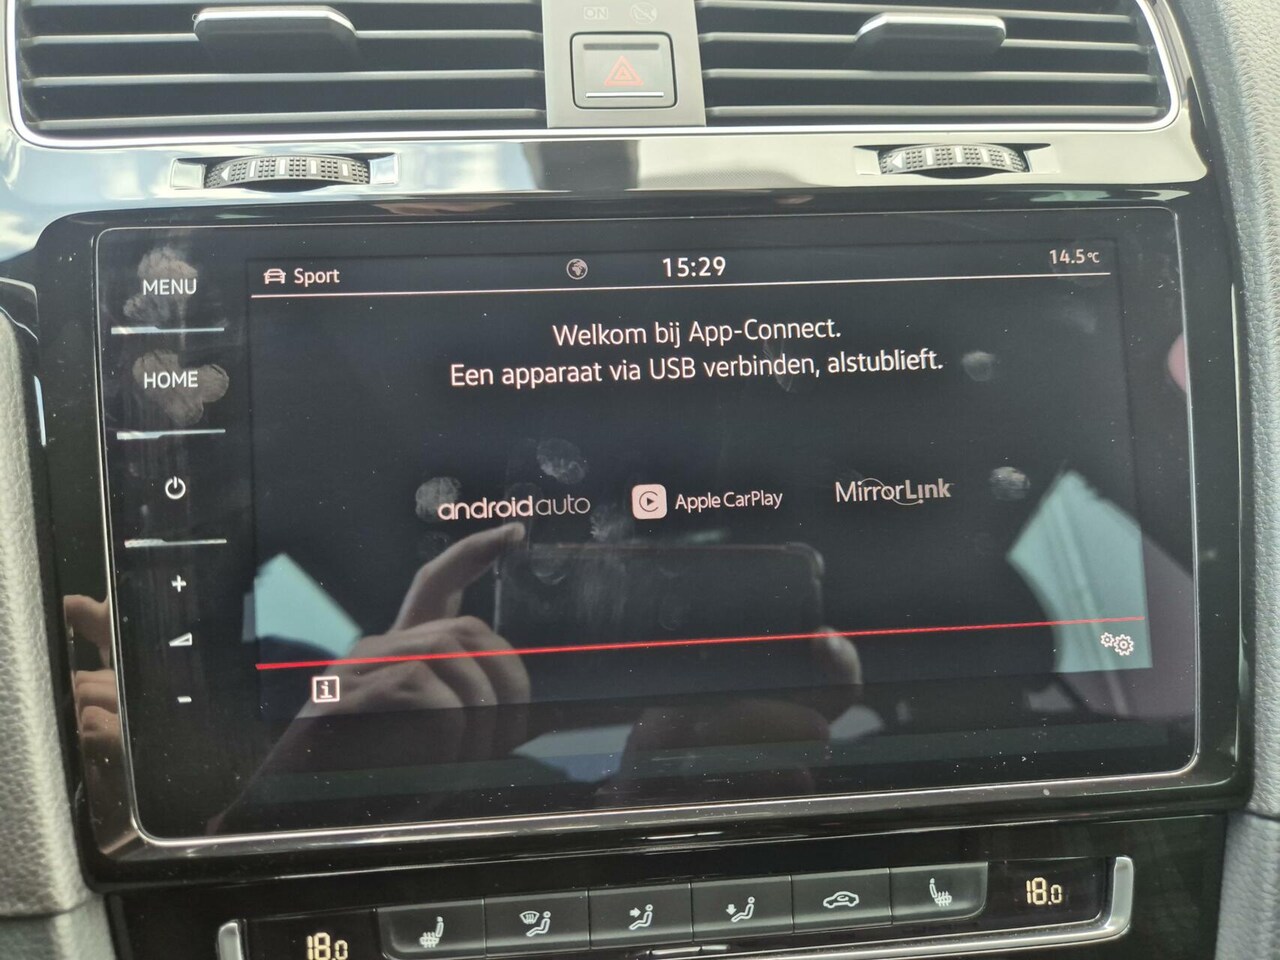 ON
MENU
Sport
15:29
14.5°C
Welkom bij App-Connect.
Een apparaat via USB verbinden, alstublieft.
HOME
androidauto
Apple CarPlay
MirrorLink
+
-
i
18.0
18.0